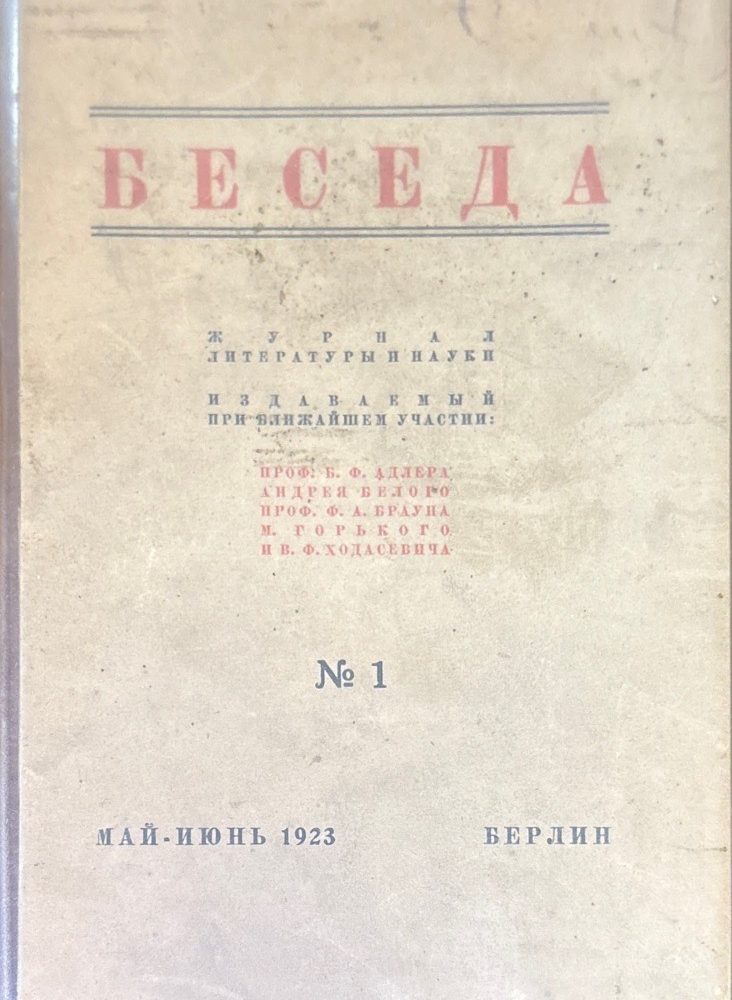 БЕСЕДА
ЖУРНАЛ
ЛИТЕРАТУРЫ И НАУКИ
ИЗДАВАЕМЫЙ
ПРИ БЛИЖАЙШЕМ УЧАСТИИ:
ПРОФ. Б. Ф. АДЛЕРА,
АНДРЕЯ БЕЛОГО
ПРОФ. Ф. А. БРАУНА
М. ГОРЬКОГО
И В. Ф. ХОДАСЕВИЧА
№ 1
МАЙ-ИЮНЬ 1923 БЕРЛИН